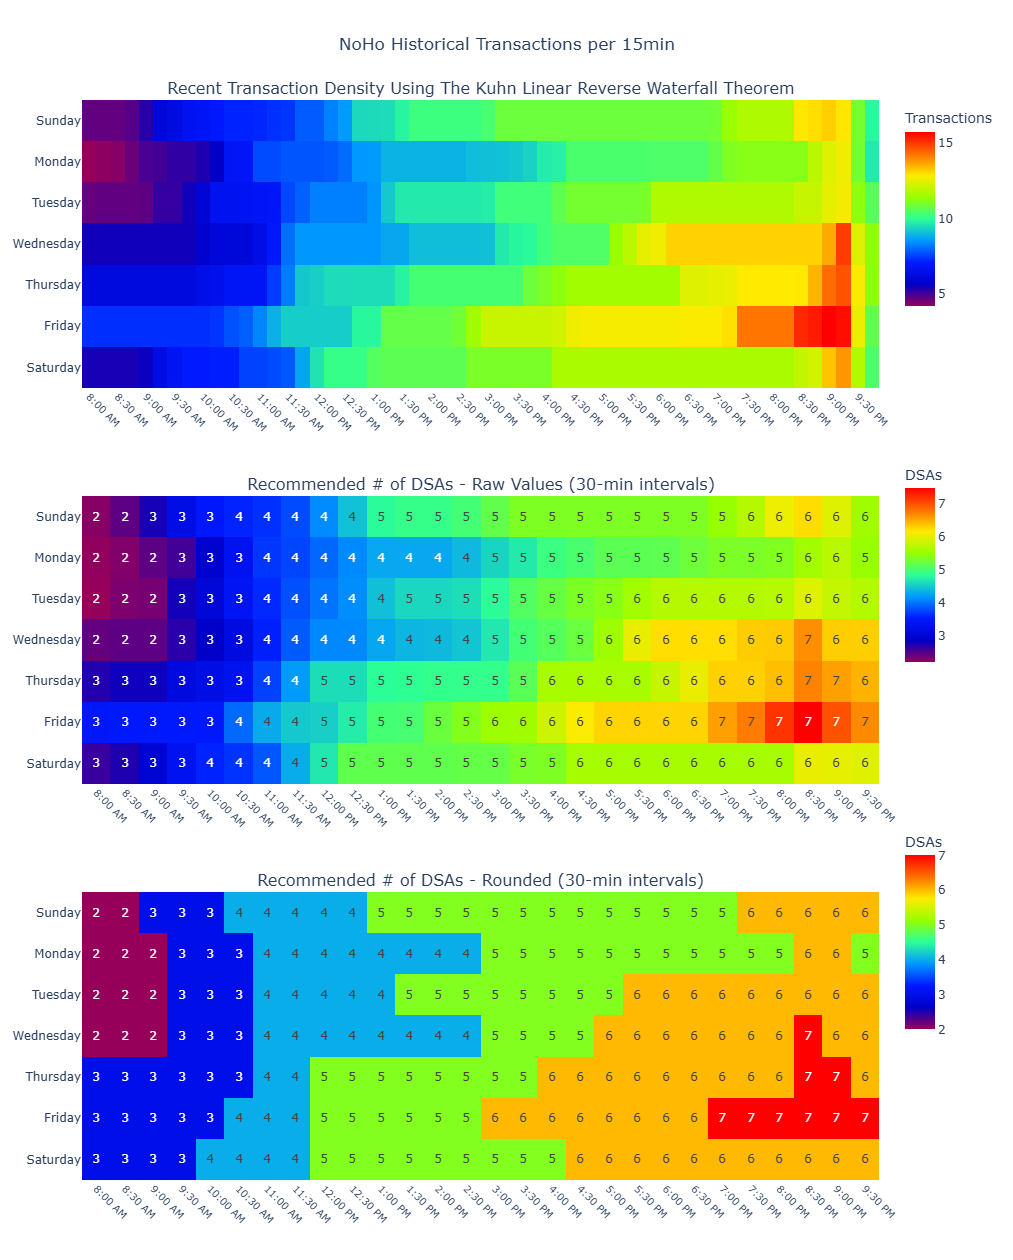 NoHo Historical Transactions per 15min
Recent Transaction Density Using The Kuhn Linear Reverse Waterfall Theorem
Sunday
Monday
Tuesday
Wednesday
Thursday
Friday
Saturday
8:00 AM 8:30 AM 9:00 AM 9:30 AM 10:00 AM 10:30 AM 11:00 AM 11:30 AM 12:00 PM 12:30 PM 1:00 PM 1:30 PM 2:00 PM 2:30 PM 3:00 PM 3:30 PM 4:00 PM 4:30 PM 5:00 PM 5:30 PM 6:00 PM 6:30 PM 7:00 PM 7:30 PM 8:00 PM 8:30 PM 9:00 PM 9:30 PM
Transactions
15
10
5
Recommended # of DSAs - Raw Values (30-min intervals)
Sunday 2 2 3 3 3 4 4 4 4 4 5 5 5 5 5 5 5 5 5 5 5 5 5 6 6 6 6 6
Monday 2 2 2 3 3 3 4 4 4 4 4 4 4 4 5 5 5 5 5 5 5 5 5 5 5 6 6 5
Tuesday 2 2 2 3 3 3 4 4 4 4 4 5 5 5 5 5 5 5 5 6 6 6 6 6 6 6 6 6
Wednesday 2 2 2 3 3 3 4 4 4 4 4 4 4 4 5 5 5 5 6 6 6 6 6 6 6 7 6 6
Thursday 3 3 3 3 3 3 4 4 5 5 5 5 5 5 5 5 6 6 6 6 6 6 6 6 6 7 7 6
Friday 3 3 3 3 3 4 4 4 5 5 5 5 5 5 6 6 6 6 6 6 6 6 7 7 7 7 7 7
Saturday 3 3 3 3 4 4 4 4 5 5 5 5 5 5 5 5 5 6 6 6 6 6 6 6 6 6 6 6
8:00 AM 8:30 AM 9:00 AM 9:30 AM 10:00 AM 10:30 AM 11:00 AM 11:30 AM 12:00 PM 12:30 PM 1:00 PM 1:30 PM 2:00 PM 2:30 PM 3:00 PM 3:30 PM 4:00 PM 4:30 PM 5:00 PM 5:30 PM 6:00 PM 6:30 PM 7:00 PM 7:30 PM 8:00 PM 8:30 PM 9:00 PM 9:30 PM
DSAs
7
6
5
4
3
Recommended # of DSAs - Rounded (30-min intervals)
Sunday 2 2 3 3 3 4 4 4 4 4 5 5 5 5 5 5 5 5 5 5 5 5 5 6 6 6 6 6
Monday 2 2 2 3 3 3 4 4 4 4 4 4 4 4 5 5 5 5 5 5 5 5 5 5 5 6 6 5
Tuesday 2 2 2 3 3 3 4 4 4 4 4 5 5 5 5 5 5 5 5 6 6 6 6 6 6 6 6 6
Wednesday 2 2 2 3 3 3 4 4 4 4 4 4 4 4 5 5 5 5 6 6 6 6 6 6 6 7 6 6
Thursday 3 3 3 3 3 3 4 4 5 5 5 5 5 5 5 5 6 6 6 6 6 6 6 6 6 7 7 6
Friday 3 3 3 3 3 4 4 4 5 5 5 5 5 5 6 6 6 6 6 6 6 6 7 7 7 7 7 7
Saturday 3 3 3 3 4 4 4 4 5 5 5 5 5 5 5 5 5 6 6 6 6 6 6 6 6 6 6 6
8:00 AM 8:30 AM 9:00 AM 9:30 AM 10:00 AM 10:30 AM 11:00 AM 11:30 AM 12:00 PM 12:30 PM 1:00 PM 1:30 PM 2:00 PM 2:30 PM 3:00 PM 3:30 PM 4:00 PM 4:30 PM 5:00 PM 5:30 PM 6:00 PM 6:30 PM 7:00 PM 7:30 PM 8:00 PM 8:30 PM 9:00 PM 9:30 PM
DSAs
7
6
5
4
3
2